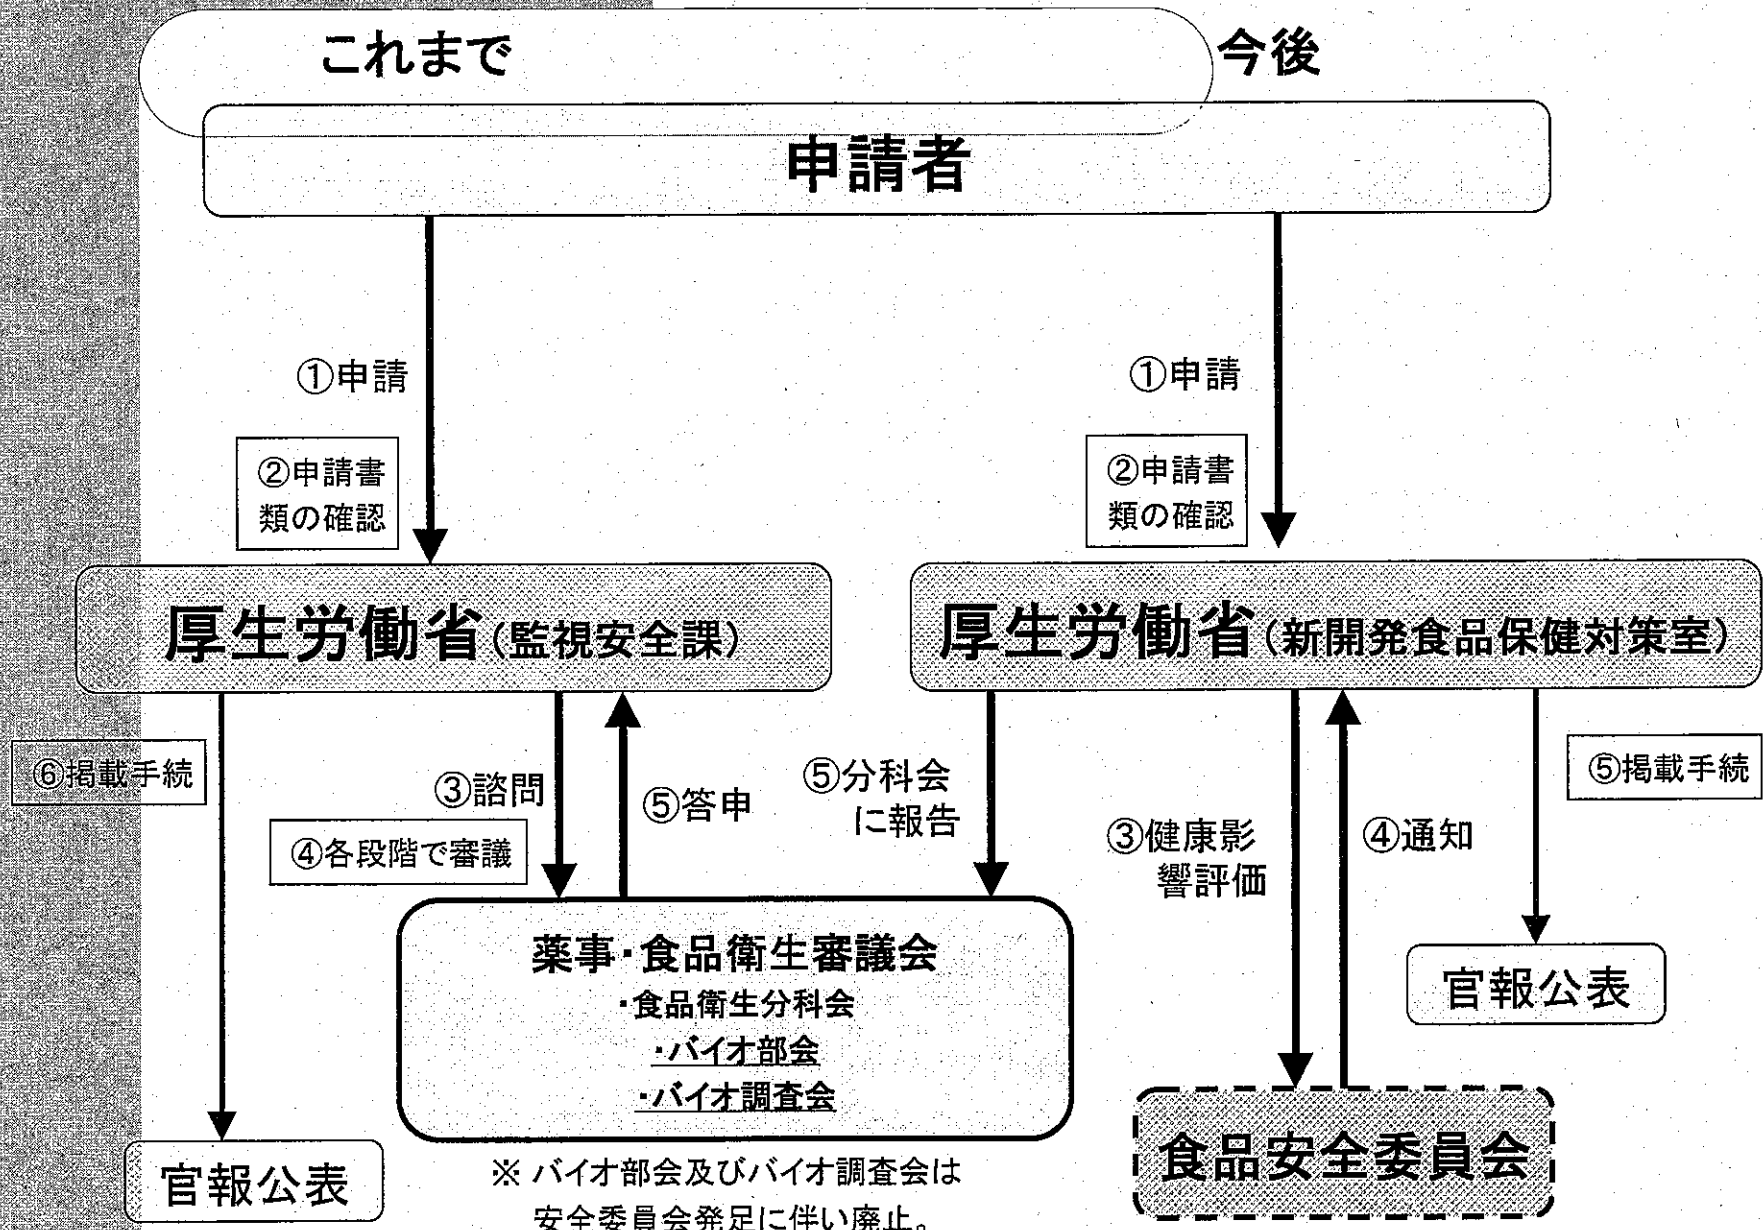 これまで
今後
申請者
①申請
①申請
②申請書
類の確認
②申請書
類の確認
厚生労働省(監視安全課)
厚生労働省(新開発食品保健対策室)
⑥掲載手続
③諮問
④各段階で審議
⑤答申
⑤分科会
に報告
③健康影
響評価
④通知
⑤掲載手続
薬事・食品衛生審議会
・食品衛生分科会
・バイオ部会
・バイオ調査会
官報公表
官報公表
食品安全委員会
※ バイオ部会及びバイオ調査会は
安全委員会発足に伴い廃止。